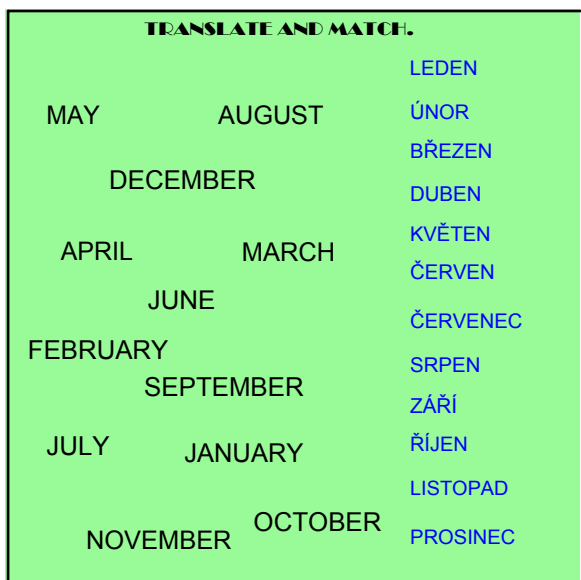 TRANSLATE AND MATCH.
MAY
AUGUST
DECEMBER
APRIL
MARCH
JUNE
FEBRUARY
SEPTEMBER
JULY
JANUARY
OCTOBER
NOVEMBER
LEDEN
ÚNOR
BŘEZEN
DUBEN
KVĚTEN
ČERVEN
ČERVENEC
SRPEN
ZÁŘÍ
ŘÍJEN
LISTOPAD
PROSINEC